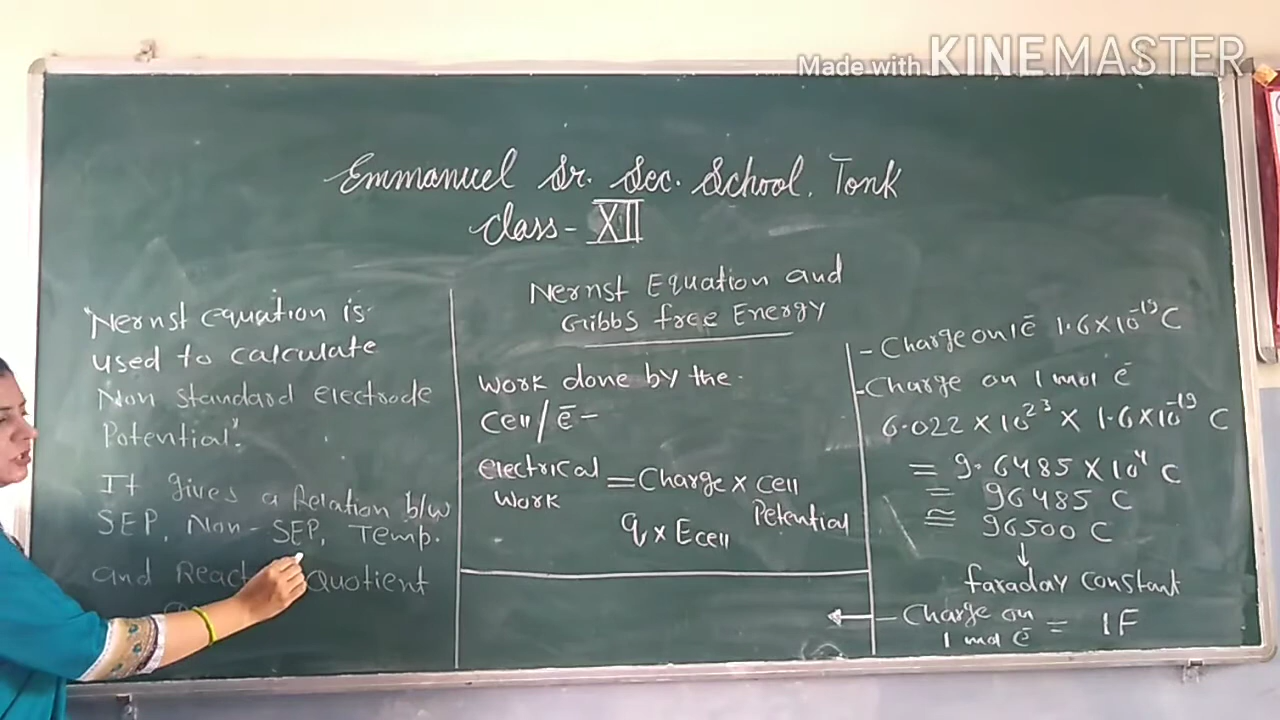 Made with KINEMASTER
Emmanuel Sr. Sec. School. Tonk
Class - XII
"Nernst equation is
used to calculate
Non standard electrode
Potential".
It gives a Relation b/w
SEP, Non-SEP, Temp.
and React Quotient
Nernst Equation and
Gibbs free Energy
Work done by the
Cell/ē -
electrical = Charge × cell
Work Potential
q × Ecell
- Charge on 1ē 1.6×10⁻¹⁹ C
- Charge on 1 mol ē
6.022 × 10²³ × 1.6×10⁻¹⁹ C
= 9.6485 × 10⁴ C
= 96485 C
≅ 96500 C
↓
faraday constant
← Charge on = 1F
1 mol ē